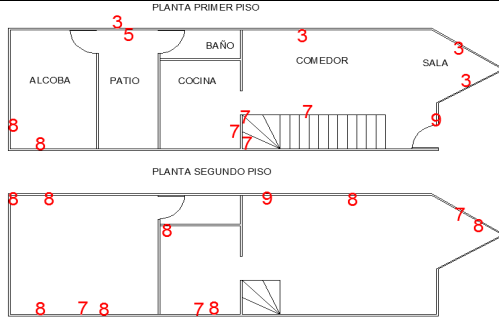 PLANTA PRIMER PISO
3
5 3
BAÑO 3
COMEDOR SALA
ALCOBA PATIO COCINA 3
7 7
8 7 9
8 7
PLANTA SEGUNDO PISO
8 8 9 8
7
8 8
8 7 8 7 8